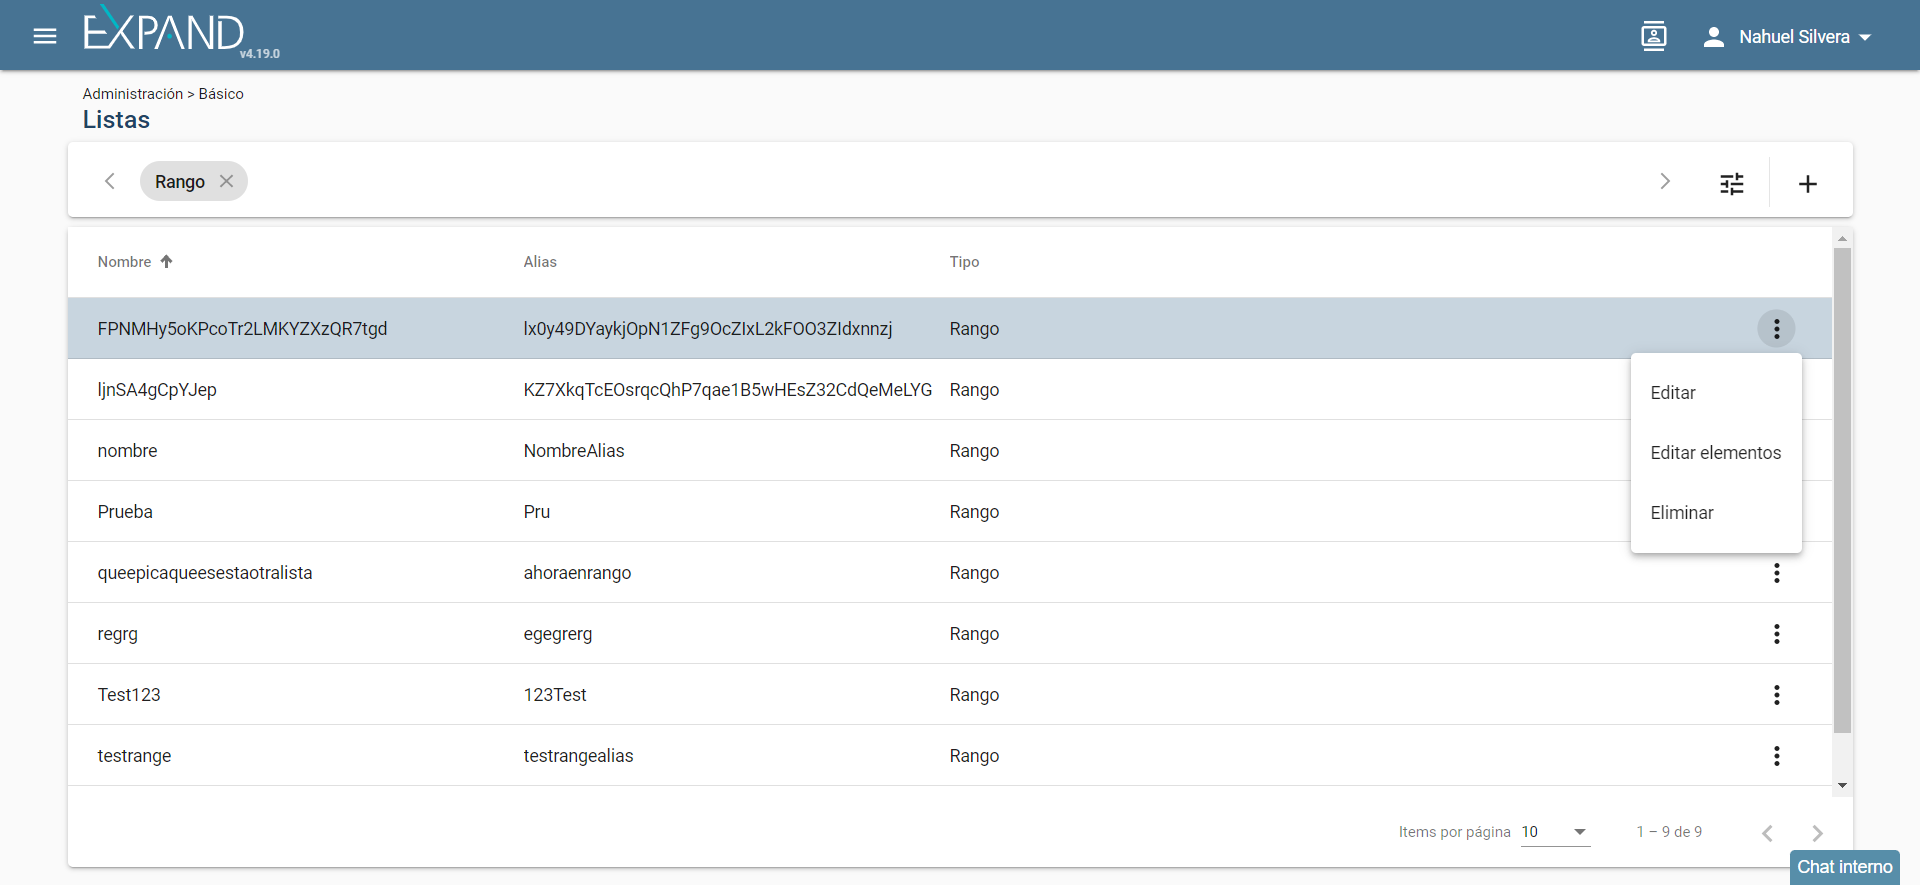 EXPAND
v4.19.0
Nahuel Silvera
Administración > Básico
Listas
Rango
Nombre Alias Tipo
FPNMHy5oKPcoTr2LMKYZXzQR7tgd lx0y49DYaykjOpN1ZFg9OcZIxL2kFOO3ZIdxnnzj Rango
ljnSA4gCpYJep KZ7XkqTcEOsrqcQhP7qae1B5wHEsZ32CdQeMeLYG Rango
Editar
nombre NombreAlias Rango
Editar elementos
Prueba Pru Rango
Eliminar
queepicaqueesestaotralista ahoraenrango Rango
regrg egegrerg Rango
Test123 123Test Rango
testrange testrangealias Rango
Items por página 10 1 – 9 de 9
Chat interno